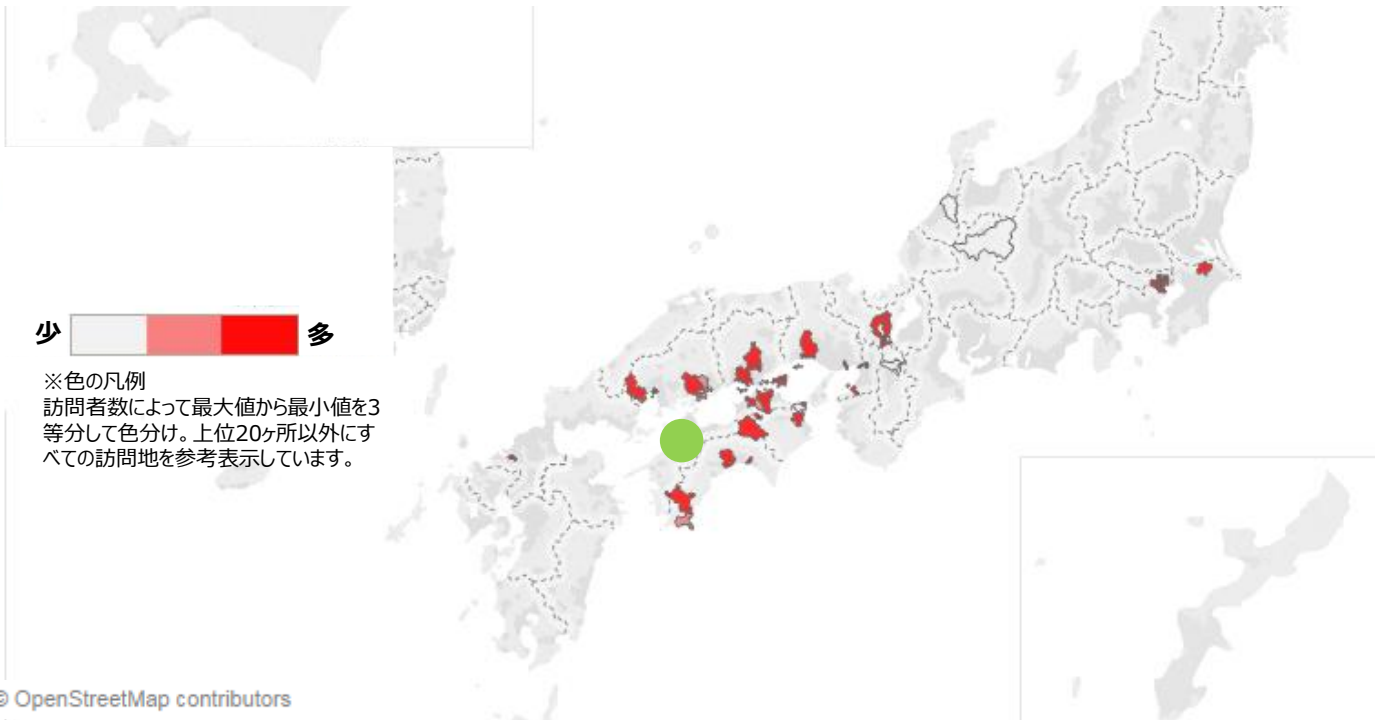 少
多
※色の凡例
訪問者数によって最大値から最小値を3
等分して色分け。上位20ヶ所以外にす
べての訪問地を参考表示しています。
© OpenStreetMap contributors